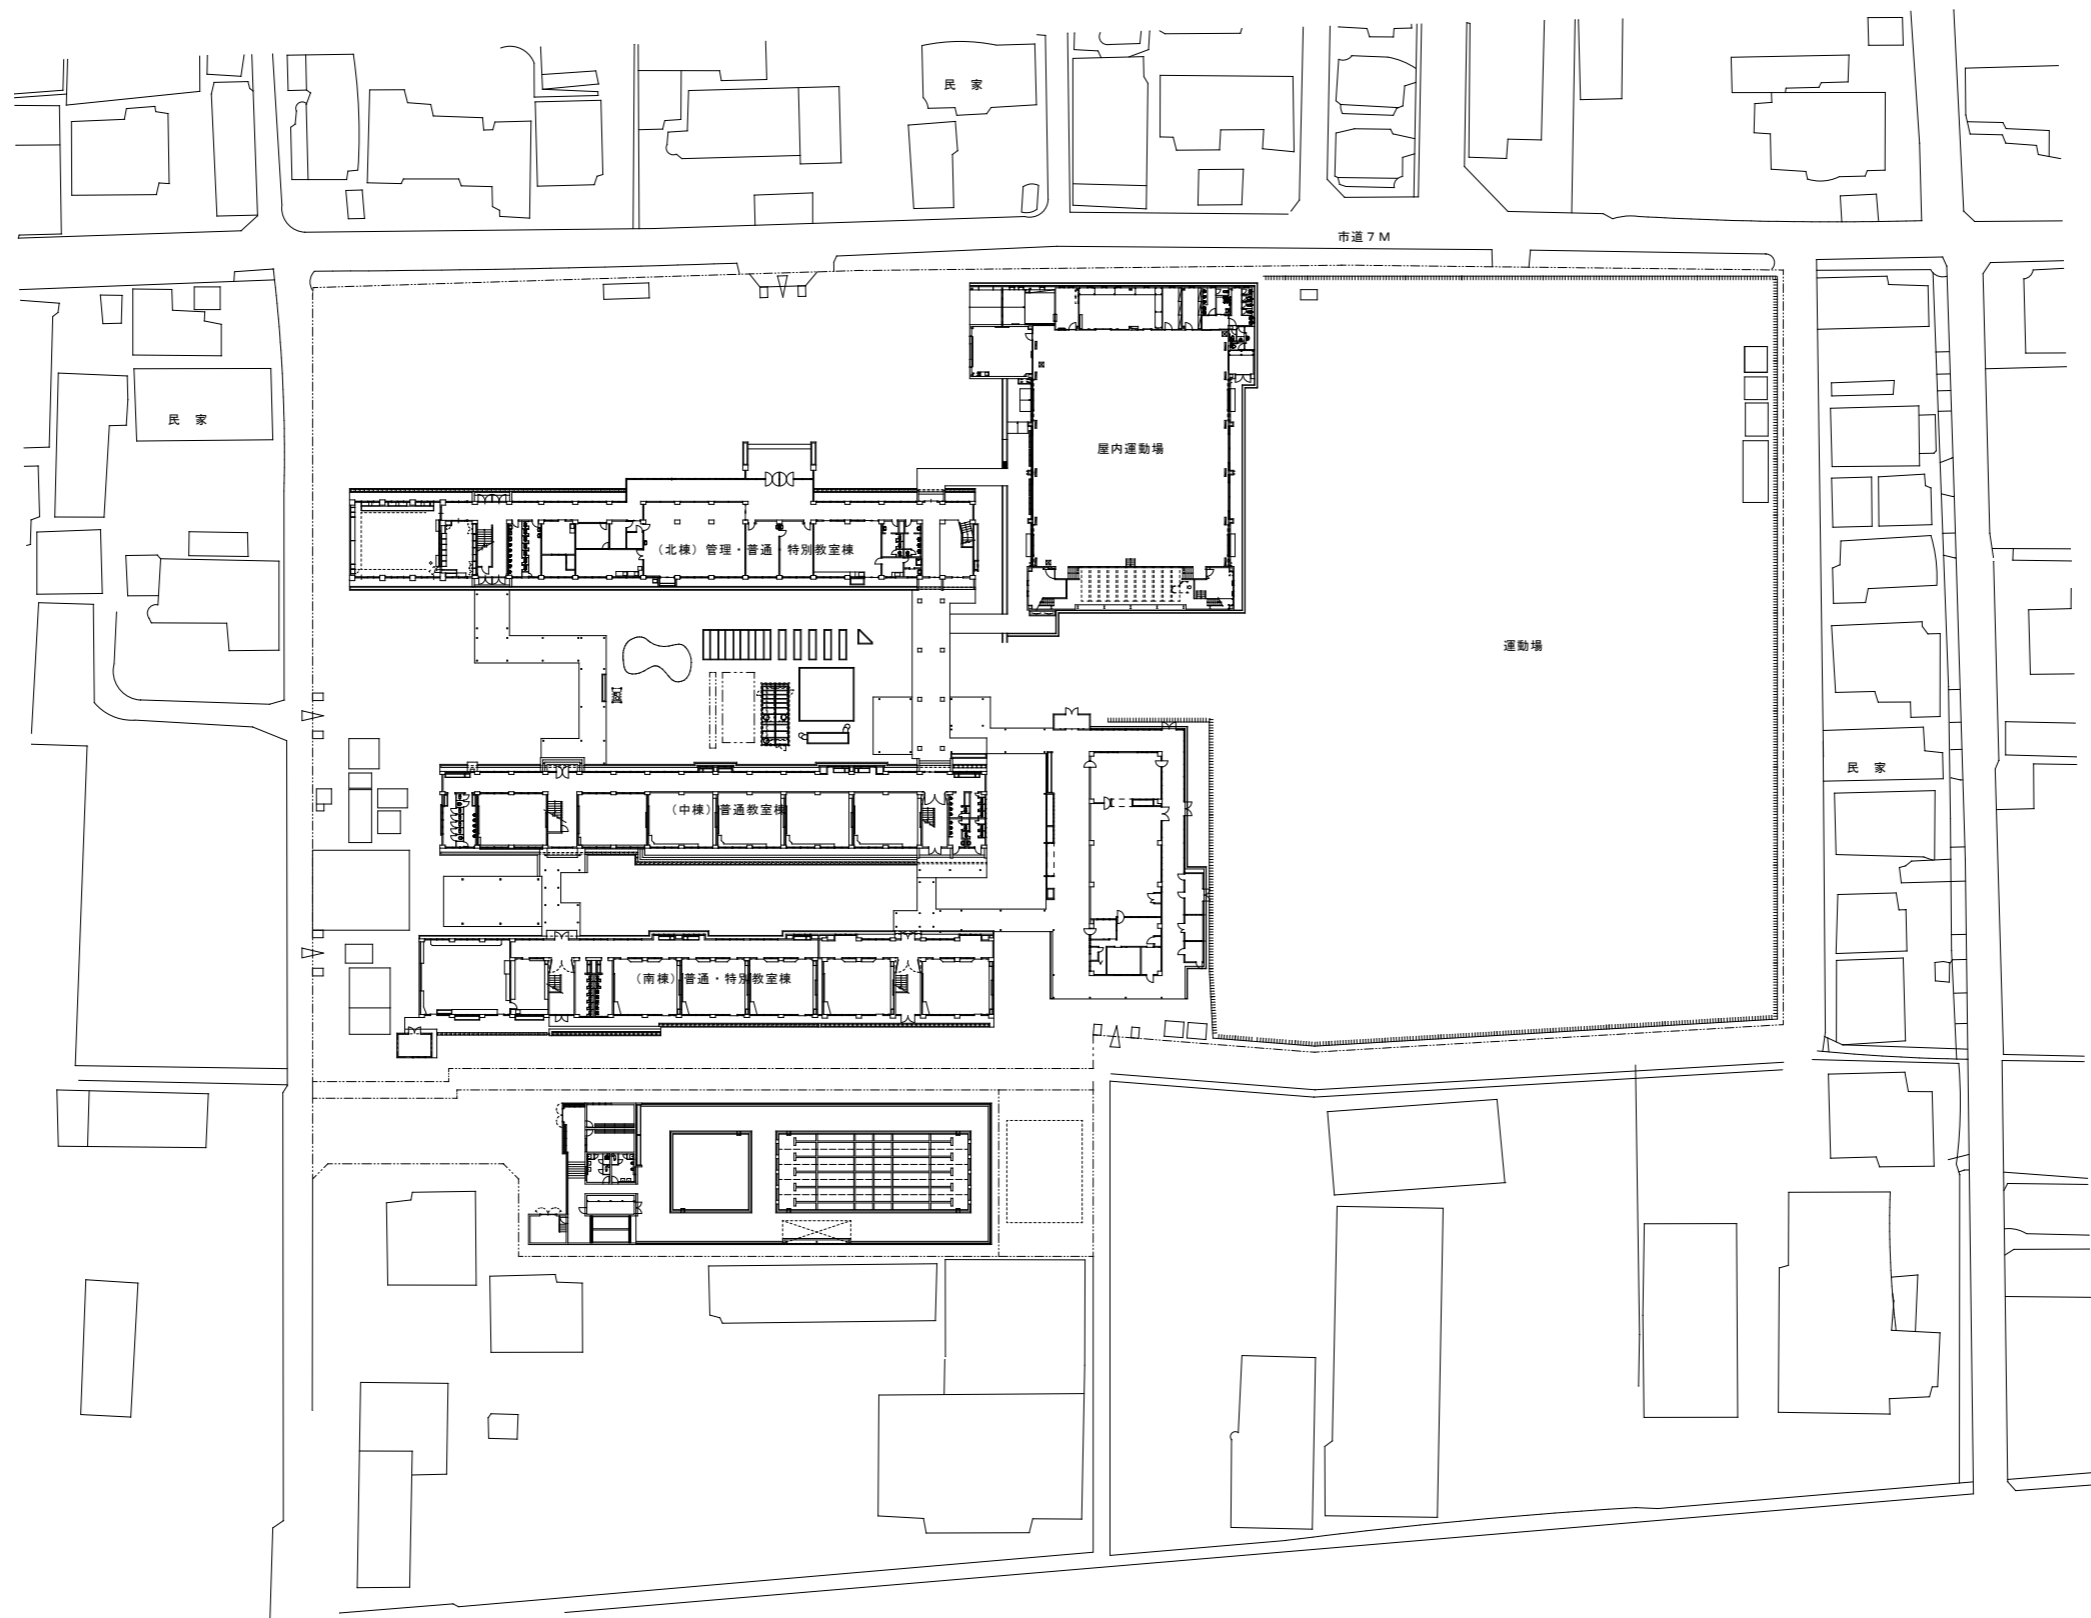 民 家
市道７Ｍ
民 家
屋内運動場
（北棟）管理・普通・特別教室棟
運動場
民 家
（中棟）普通教室棟
（南棟）普通・特別教室棟